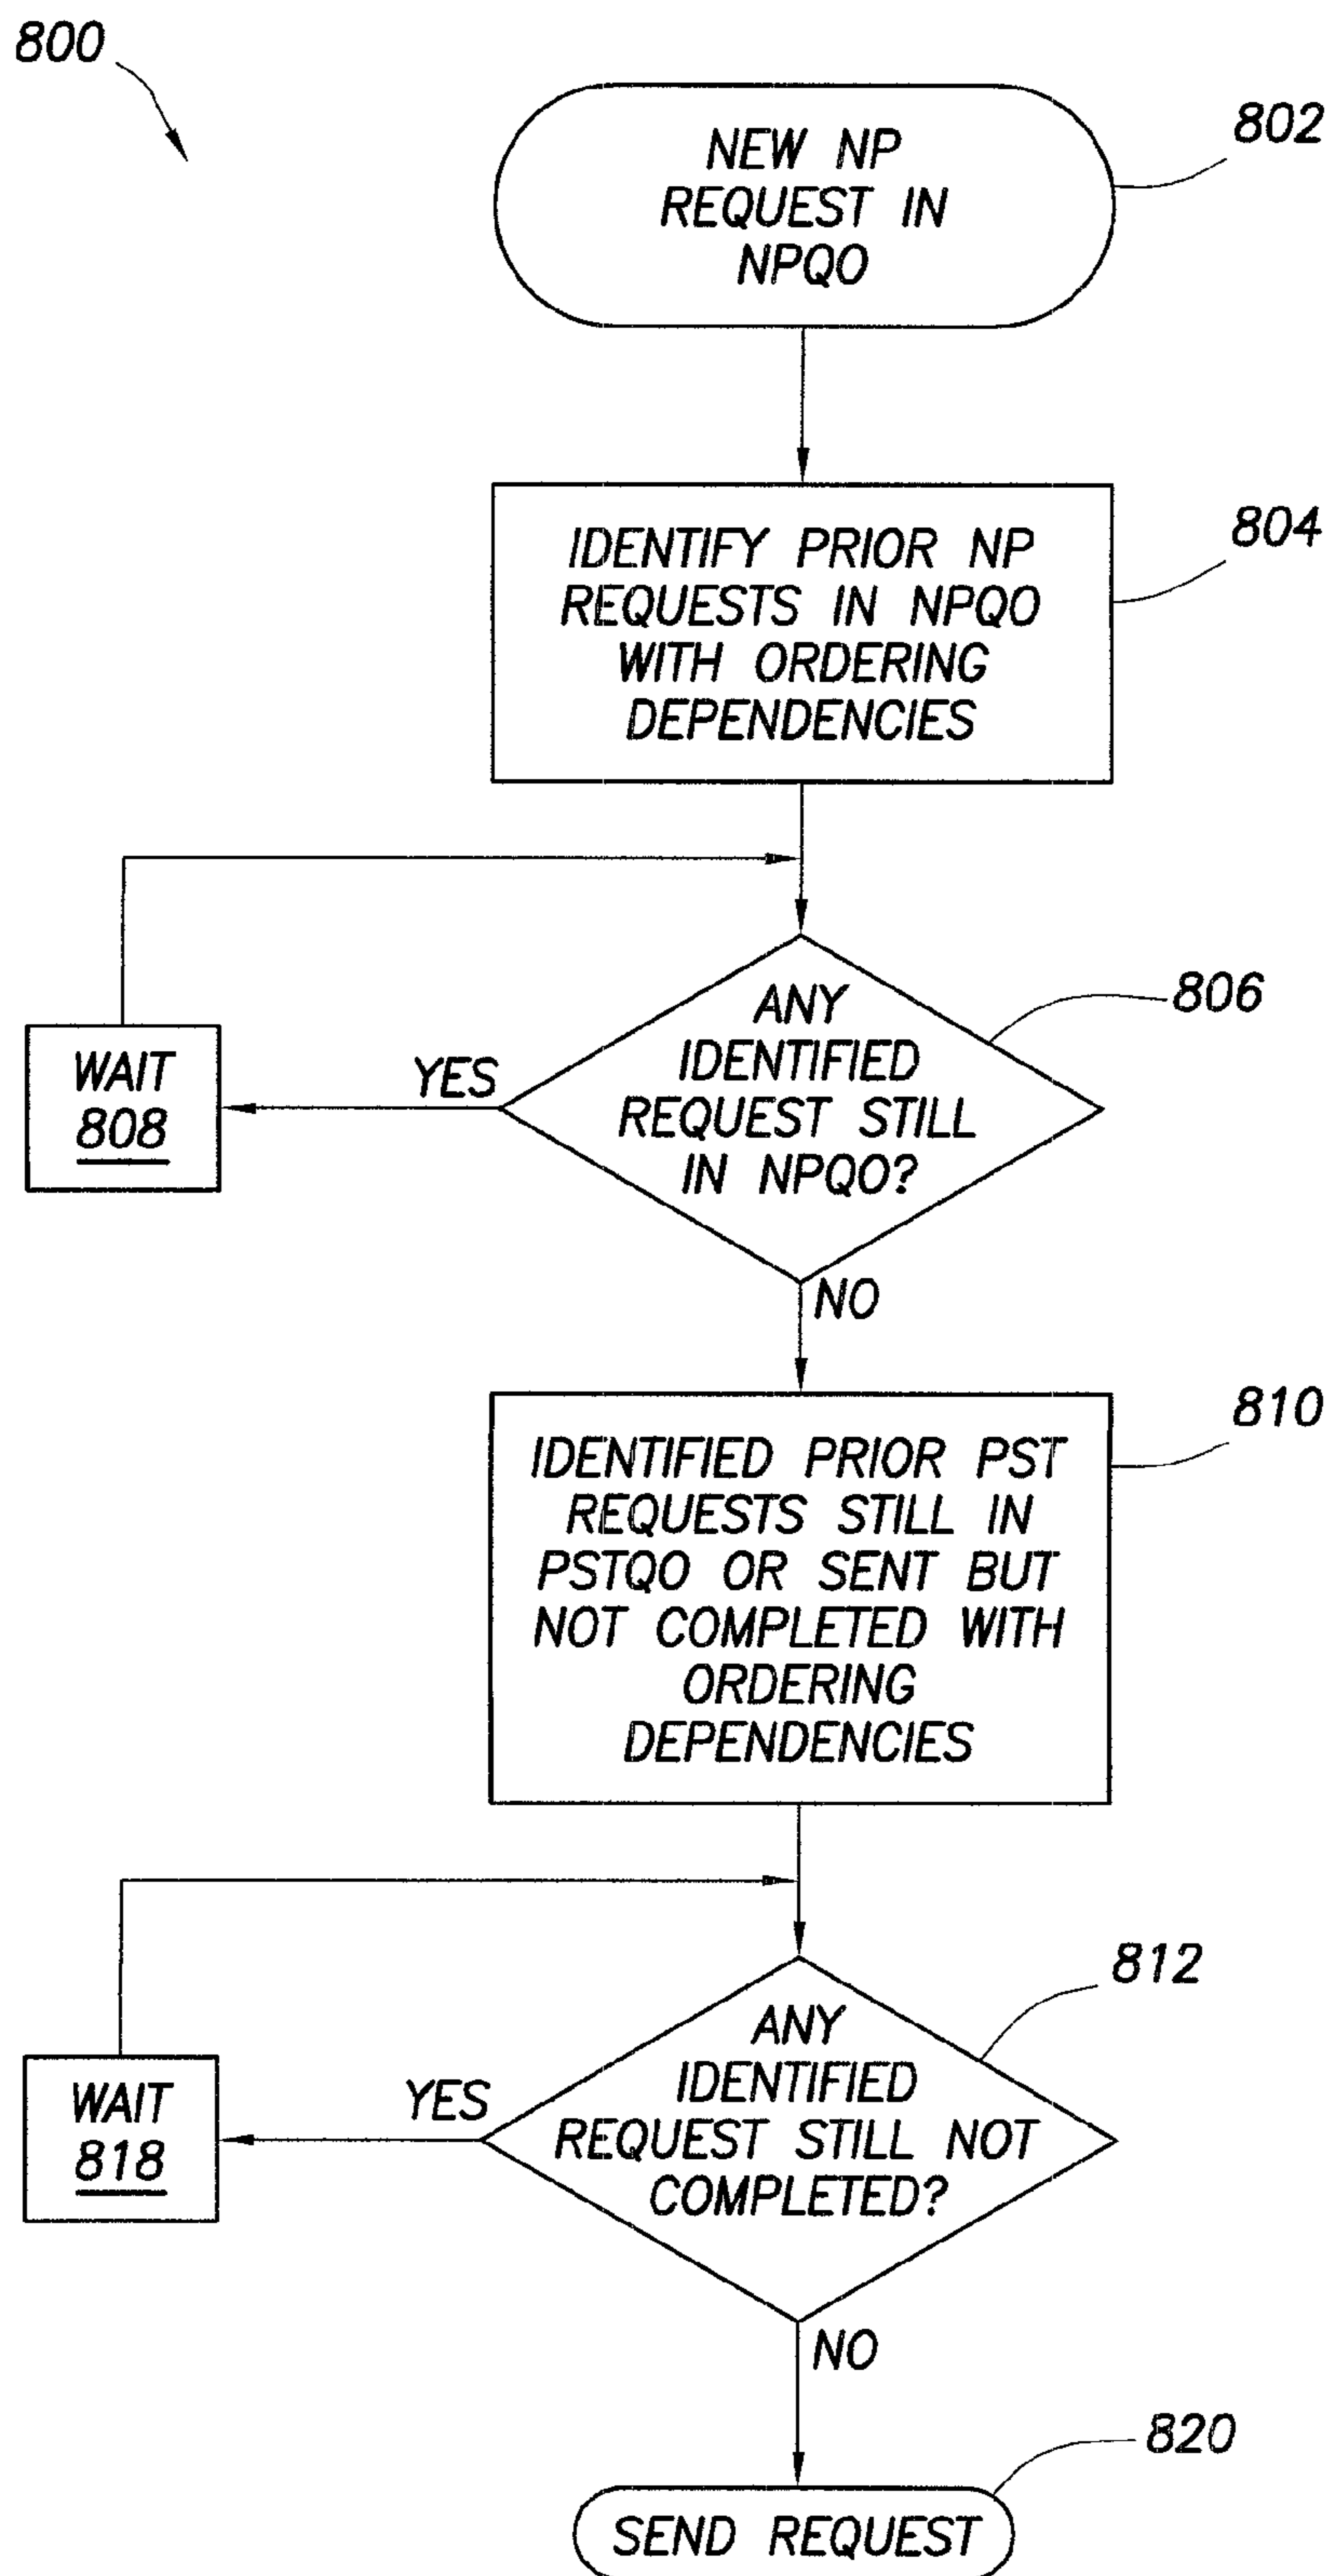 800
NEW NP
REQUEST IN
NPQO
802
IDENTIFY PRIOR NP
REQUESTS IN NPQO
WITH ORDERING
DEPENDENCIES
804
ANY
IDENTIFIED
REQUEST STILL
IN NPQO?
806
YES
WAIT
808
NO
IDENTIFIED PRIOR PST
REQUESTS STILL IN
PSTQO OR SENT BUT
NOT COMPLETED WITH
ORDERING
DEPENDENCIES
810
ANY
IDENTIFIED
REQUEST STILL NOT
COMPLETED?
812
YES
WAIT
818
NO
820
SEND REQUEST